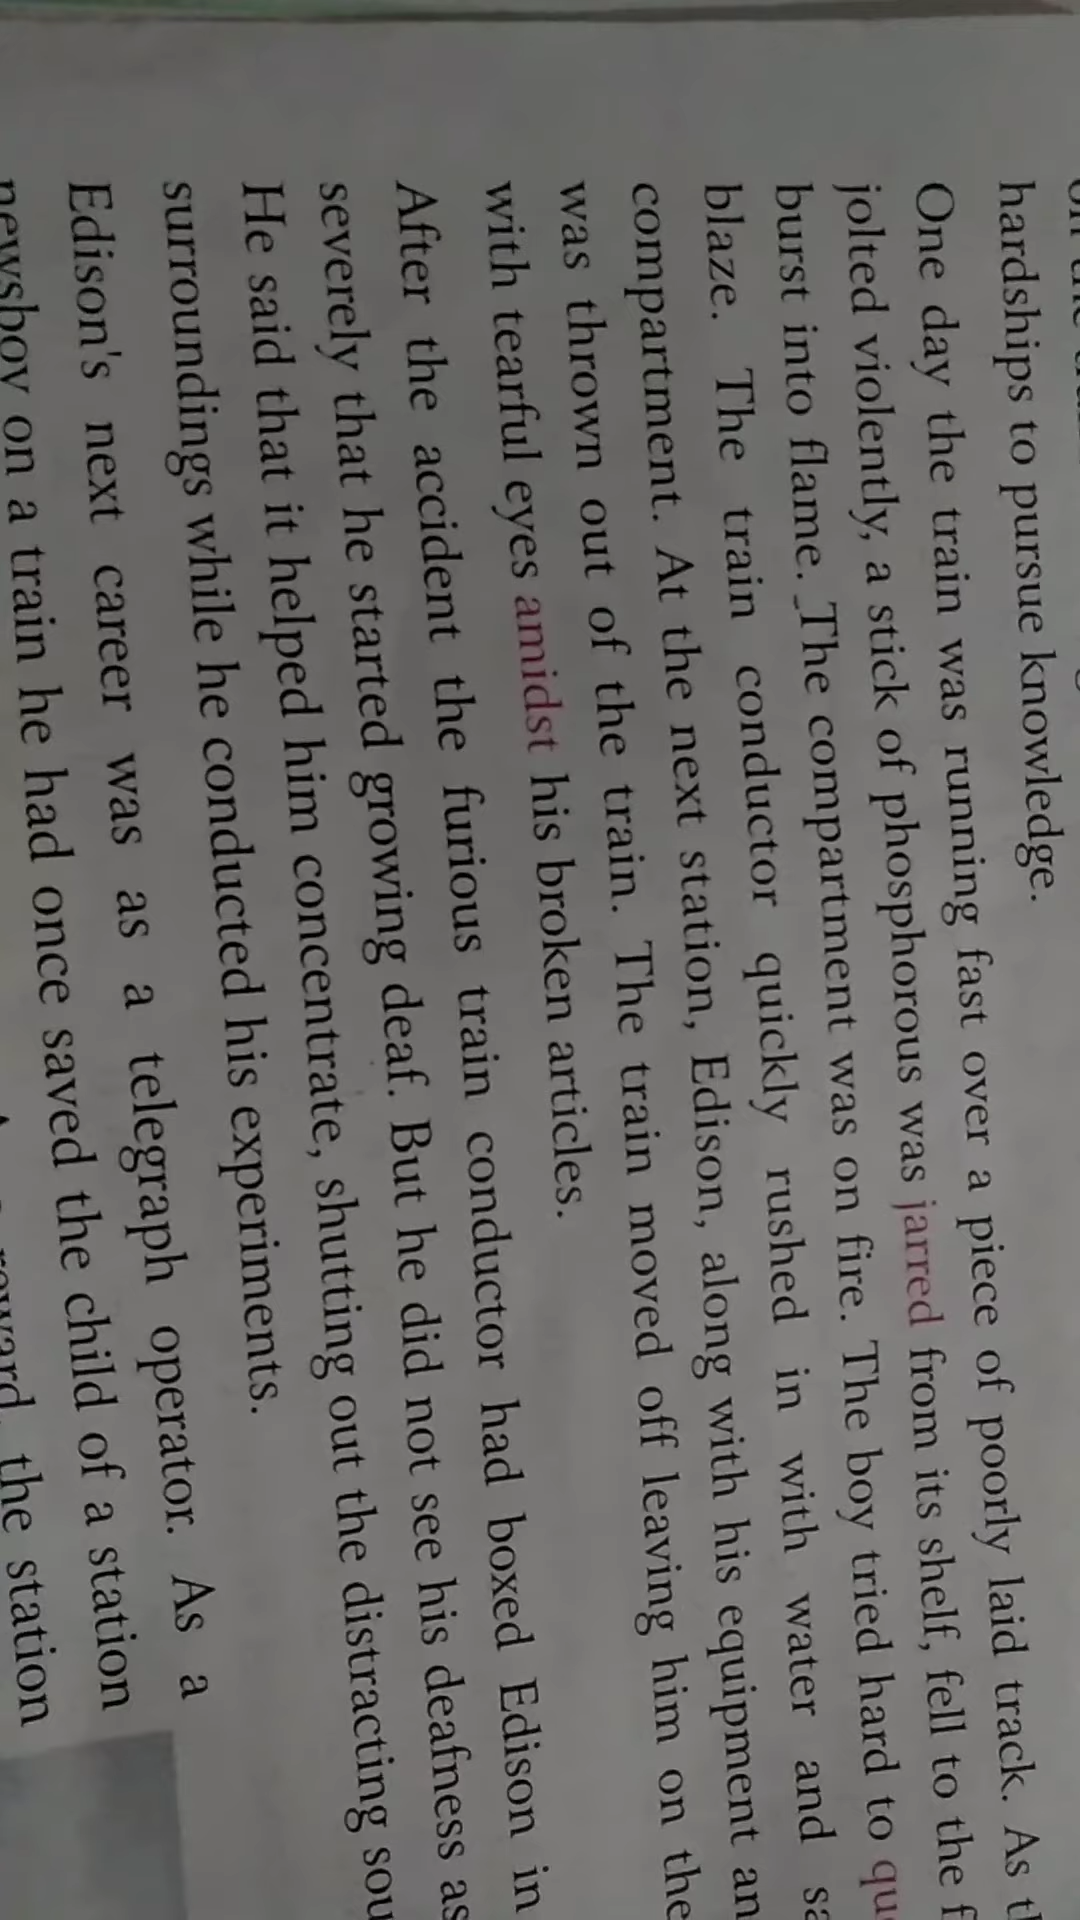 hardships to pursue knowledge.
One day the train was running fast over a piece of poorly laid track. As
jolted violently, a stick of phosphorous was jarred from its shelf, fell to the
burst into flame. The compartment was on fire. The boy tried hard to
blaze. The train conductor quickly rushed in with water and
compartment. At the next station, Edison, along with his equipment
was thrown out of the train. The train moved off leaving him on the
with tearful eyes amidst his broken articles.
After the accident the furious train conductor had boxed Edison in
severely that he started growing deaf. But he did not see his deafness as
He said that it helped him concentrate, shutting out the distracting
surroundings while he conducted his experiments.
Edison's next career was as a telegraph operator. As a
newsboy on a train he had once saved the child of a station
the station